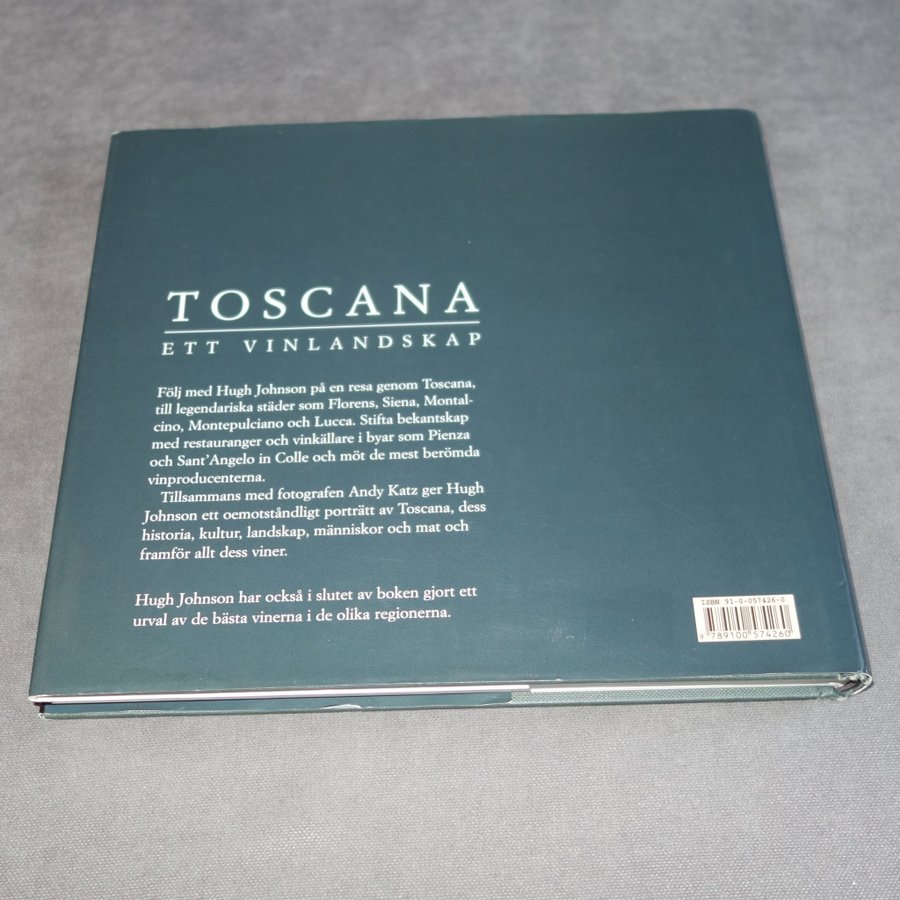 TOSCANA
ETT VINLANDSKAP
Följ med Hugh Johnson på en resa genom Toscana,
till legendariska städer som Florens, Siena, Montal-
cino, Montepulciano och Lucca. Stifta bekantskap
med restauranger och vinkällare i byar som Pienza
och Sant'Angelo in Colle och möt de mest berömda
vinproducenterna.
Tillsammans med fotografen Andy Katz ger Hugh
Johnson ett oemotståndligt porträtt av Toscana, dess
historia, kultur, landskap, människor och mat och
framför allt dess viner.
Hugh Johnson har också i slutet av boken gjort ett
urval av de bästa vinerna i de olika regionerna.
ISBN 91-0-057426-0
9 789100 574260